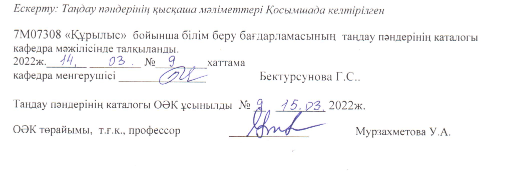 Ескерту: Таңдау пәндерінің қысқаша мәліметтері Қосымшада келтірілген
7М07308 «Құрылыс» бойынша білім беру бағдарламасының таңдау пәндерінің каталогы
кафедра мәжілісінде талқыланды.
2022ж. 14, 03. № 9 хаттама
кафедра менгерушісі Бектурсунова Г.С..
Таңдау пәндерінің каталогы ОӘК ұсынылды № 9 15.03. 2022ж.
ОӘК төрайымы, т.ғ.к., профессор Мурзахметова У.А.